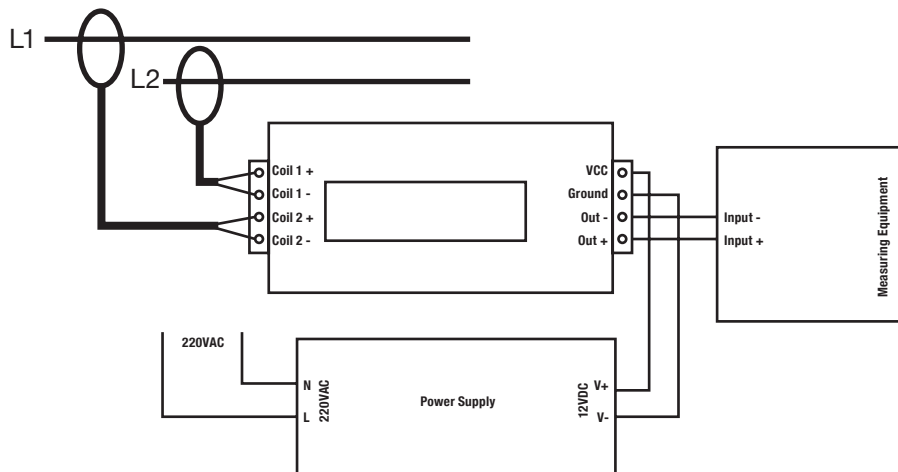 L1
L2
Coil 1 +
Coil 1 -
Coil 2 +
Coil 2 -
VCC
Ground
Out -
Out +
Input -
Input +
Measuring Equipment
220VAC
N
L
220VAC
Power Supply
12VDC
V+
V-